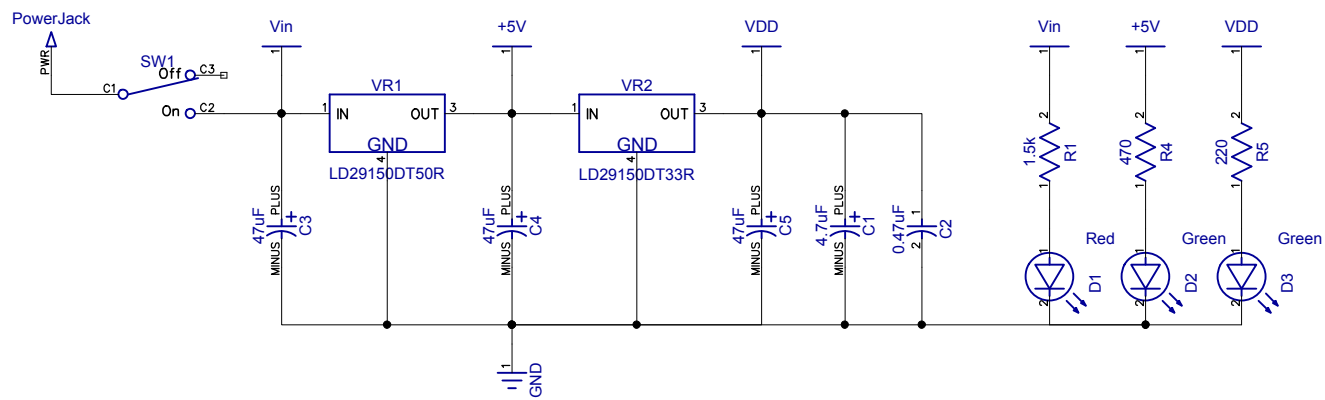 PowerJack
PWR
SW1
Off
C3
C1
On
C2
Vin
1
+5V
1
VDD
1
VR1
1
IN
OUT
3
GND
4
LD29150DT50R
VR2
1
IN
OUT
3
GND
4
LD29150DT33R
47uF
PLUS
+
MINUS
C3
47uF
PLUS
+
MINUS
C4
47uF
PLUS
+
MINUS
C5
4.7uF
PLUS
+
MINUS
C1
0.47uF
1
2
C2
1
GND
Vin
1
2
1.5k
R1
1
1
Red
D1
2
+5V
1
2
470
R4
1
1
Green
D2
2
VDD
1
2
220
R5
1
1
Green
D3
2